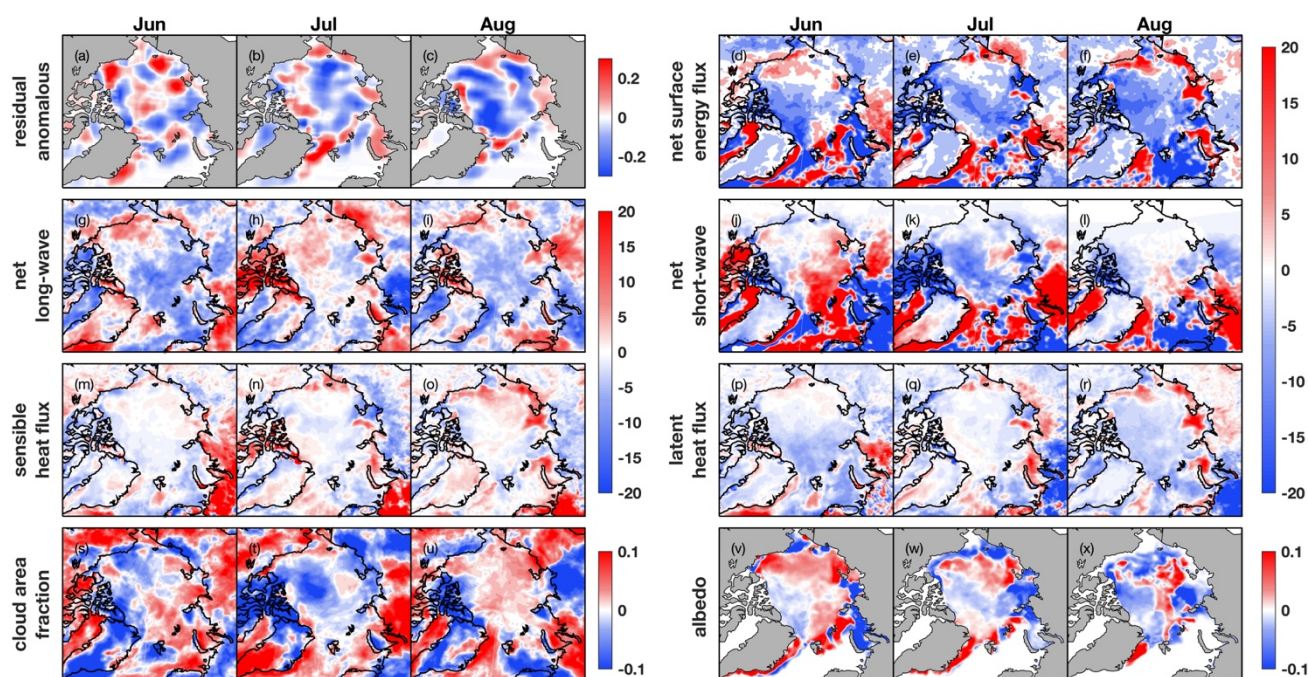 Jun Jul Aug Jun Jul Aug
residual
anomalous
(a) (b) (c)
0.2
0
-0.2
net surface
energy flux
(d) (e) (f)
20
15
10
5
0
-5
-10
-15
-20
net
long-wave
(g) (h) (i)
20
15
10
5
0
-5
-10
-15
-20
net
short-wave
(j) (k) (l)
sensible
heat flux
(m) (n) (o)
latent
heat flux
(p) (q) (r)
cloud area
fraction
(s) (t) (u)
0.1
0
-0.1
albedo
(v) (w) (x)
0.1
0
-0.1